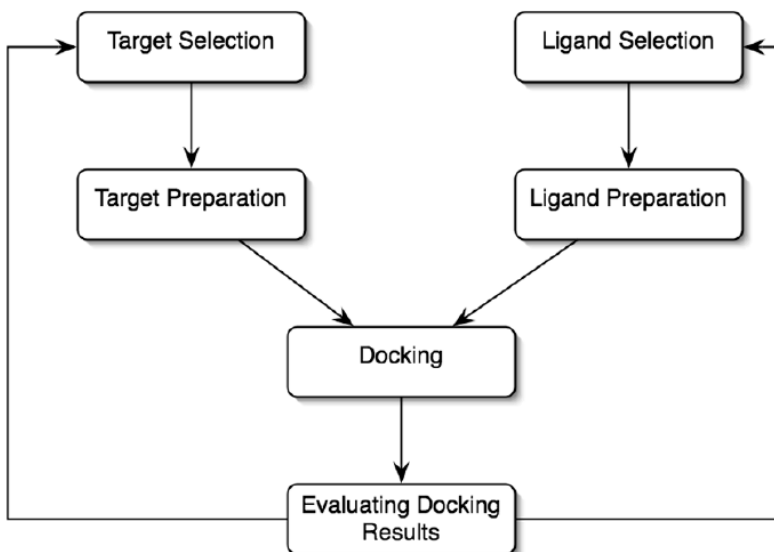 Target Selection
Ligand Selection
Target Preparation
Ligand Preparation
Docking
Evaluating Docking
Results